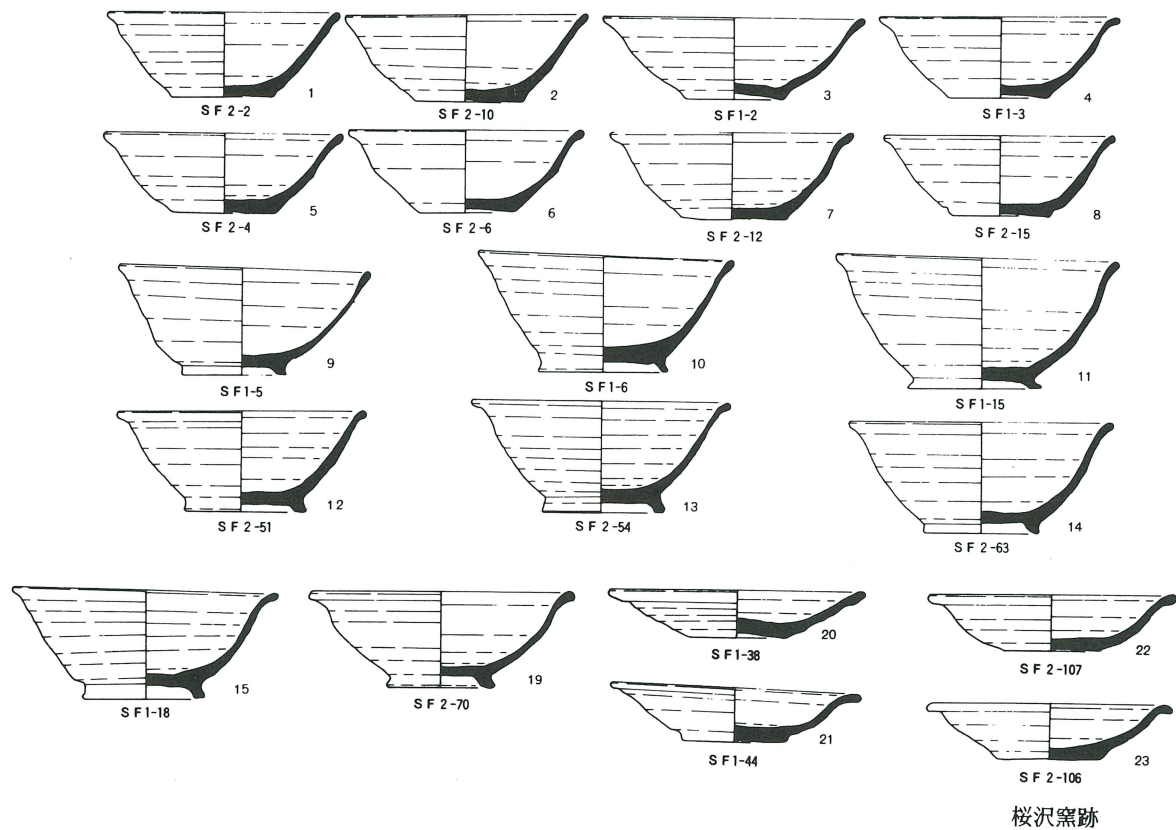 1
2
3
4
SF2-2
SF2-10
SF1-2
SF1-3
5
6
7
8
SF2-4
SF2-6
SF2-12
SF2-15
9
10
11
SF1-5
SF1-6
SF1-15
12
13
14
SF2-51
SF2-54
SF2-63
15
19
20
22
SF1-18
SF2-70
SF1-38
SF2-107
21
23
SF1-44
SF2-106
桜沢窯跡